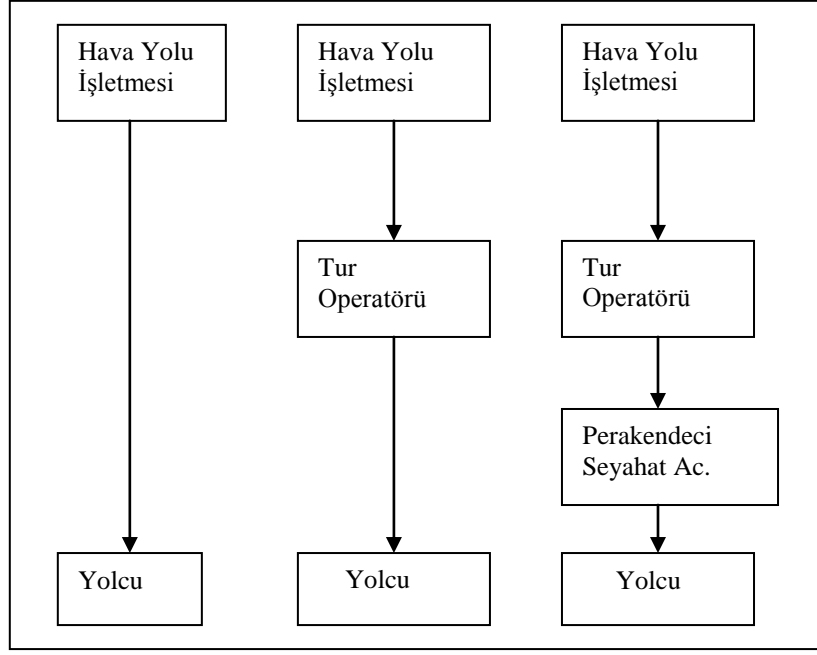 Hava Yolu
İşletmesi
Hava Yolu
İşletmesi
Hava Yolu
İşletmesi
Tur
Operatörü
Tur
Operatörü
Perakendeci
Seyahat Ac.
Yolcu
Yolcu
Yolcu